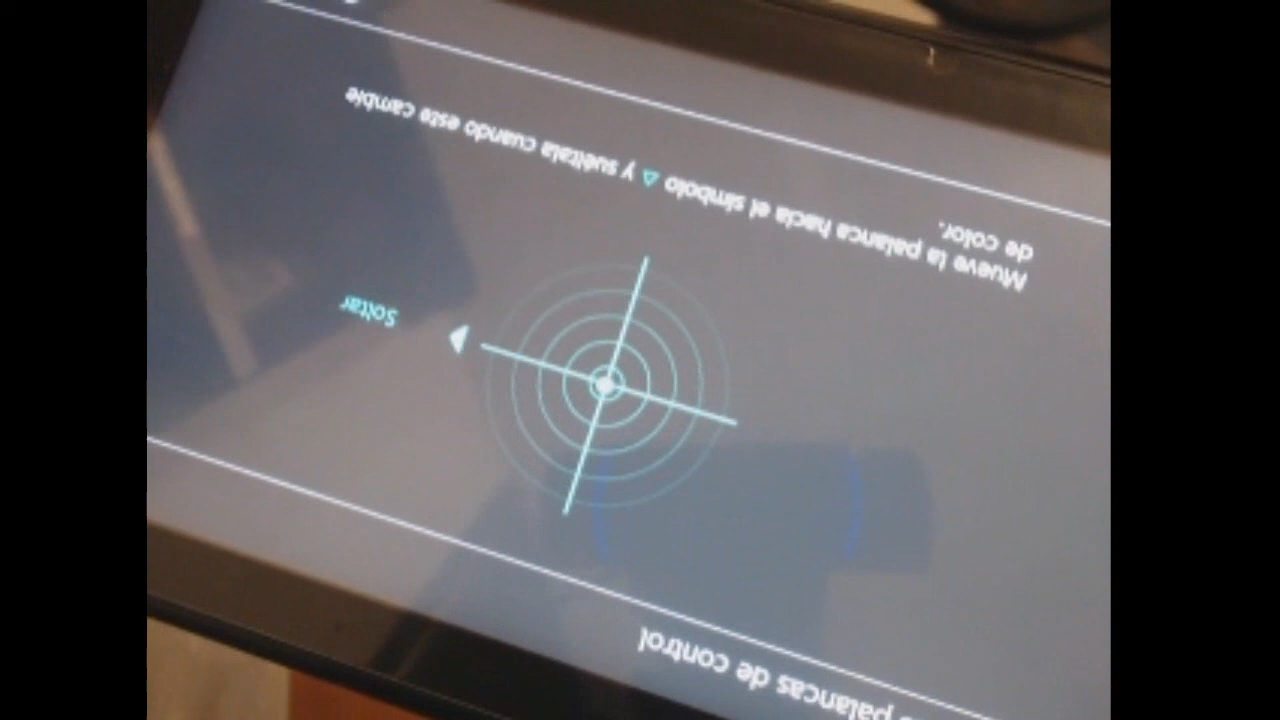 palancas de control
Mueve la palanca hacia el símbolo △ y suéltala cuando este cambie
de color.
Soltar